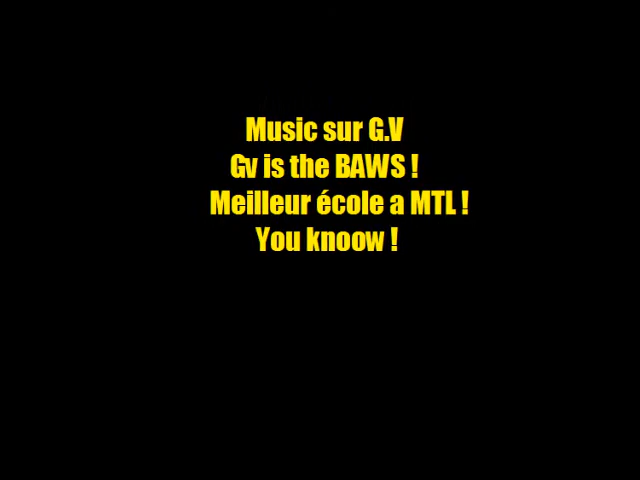 Music sur G.V
Gv is the BAWS !
Meilleur école a MTL !
You knoow !